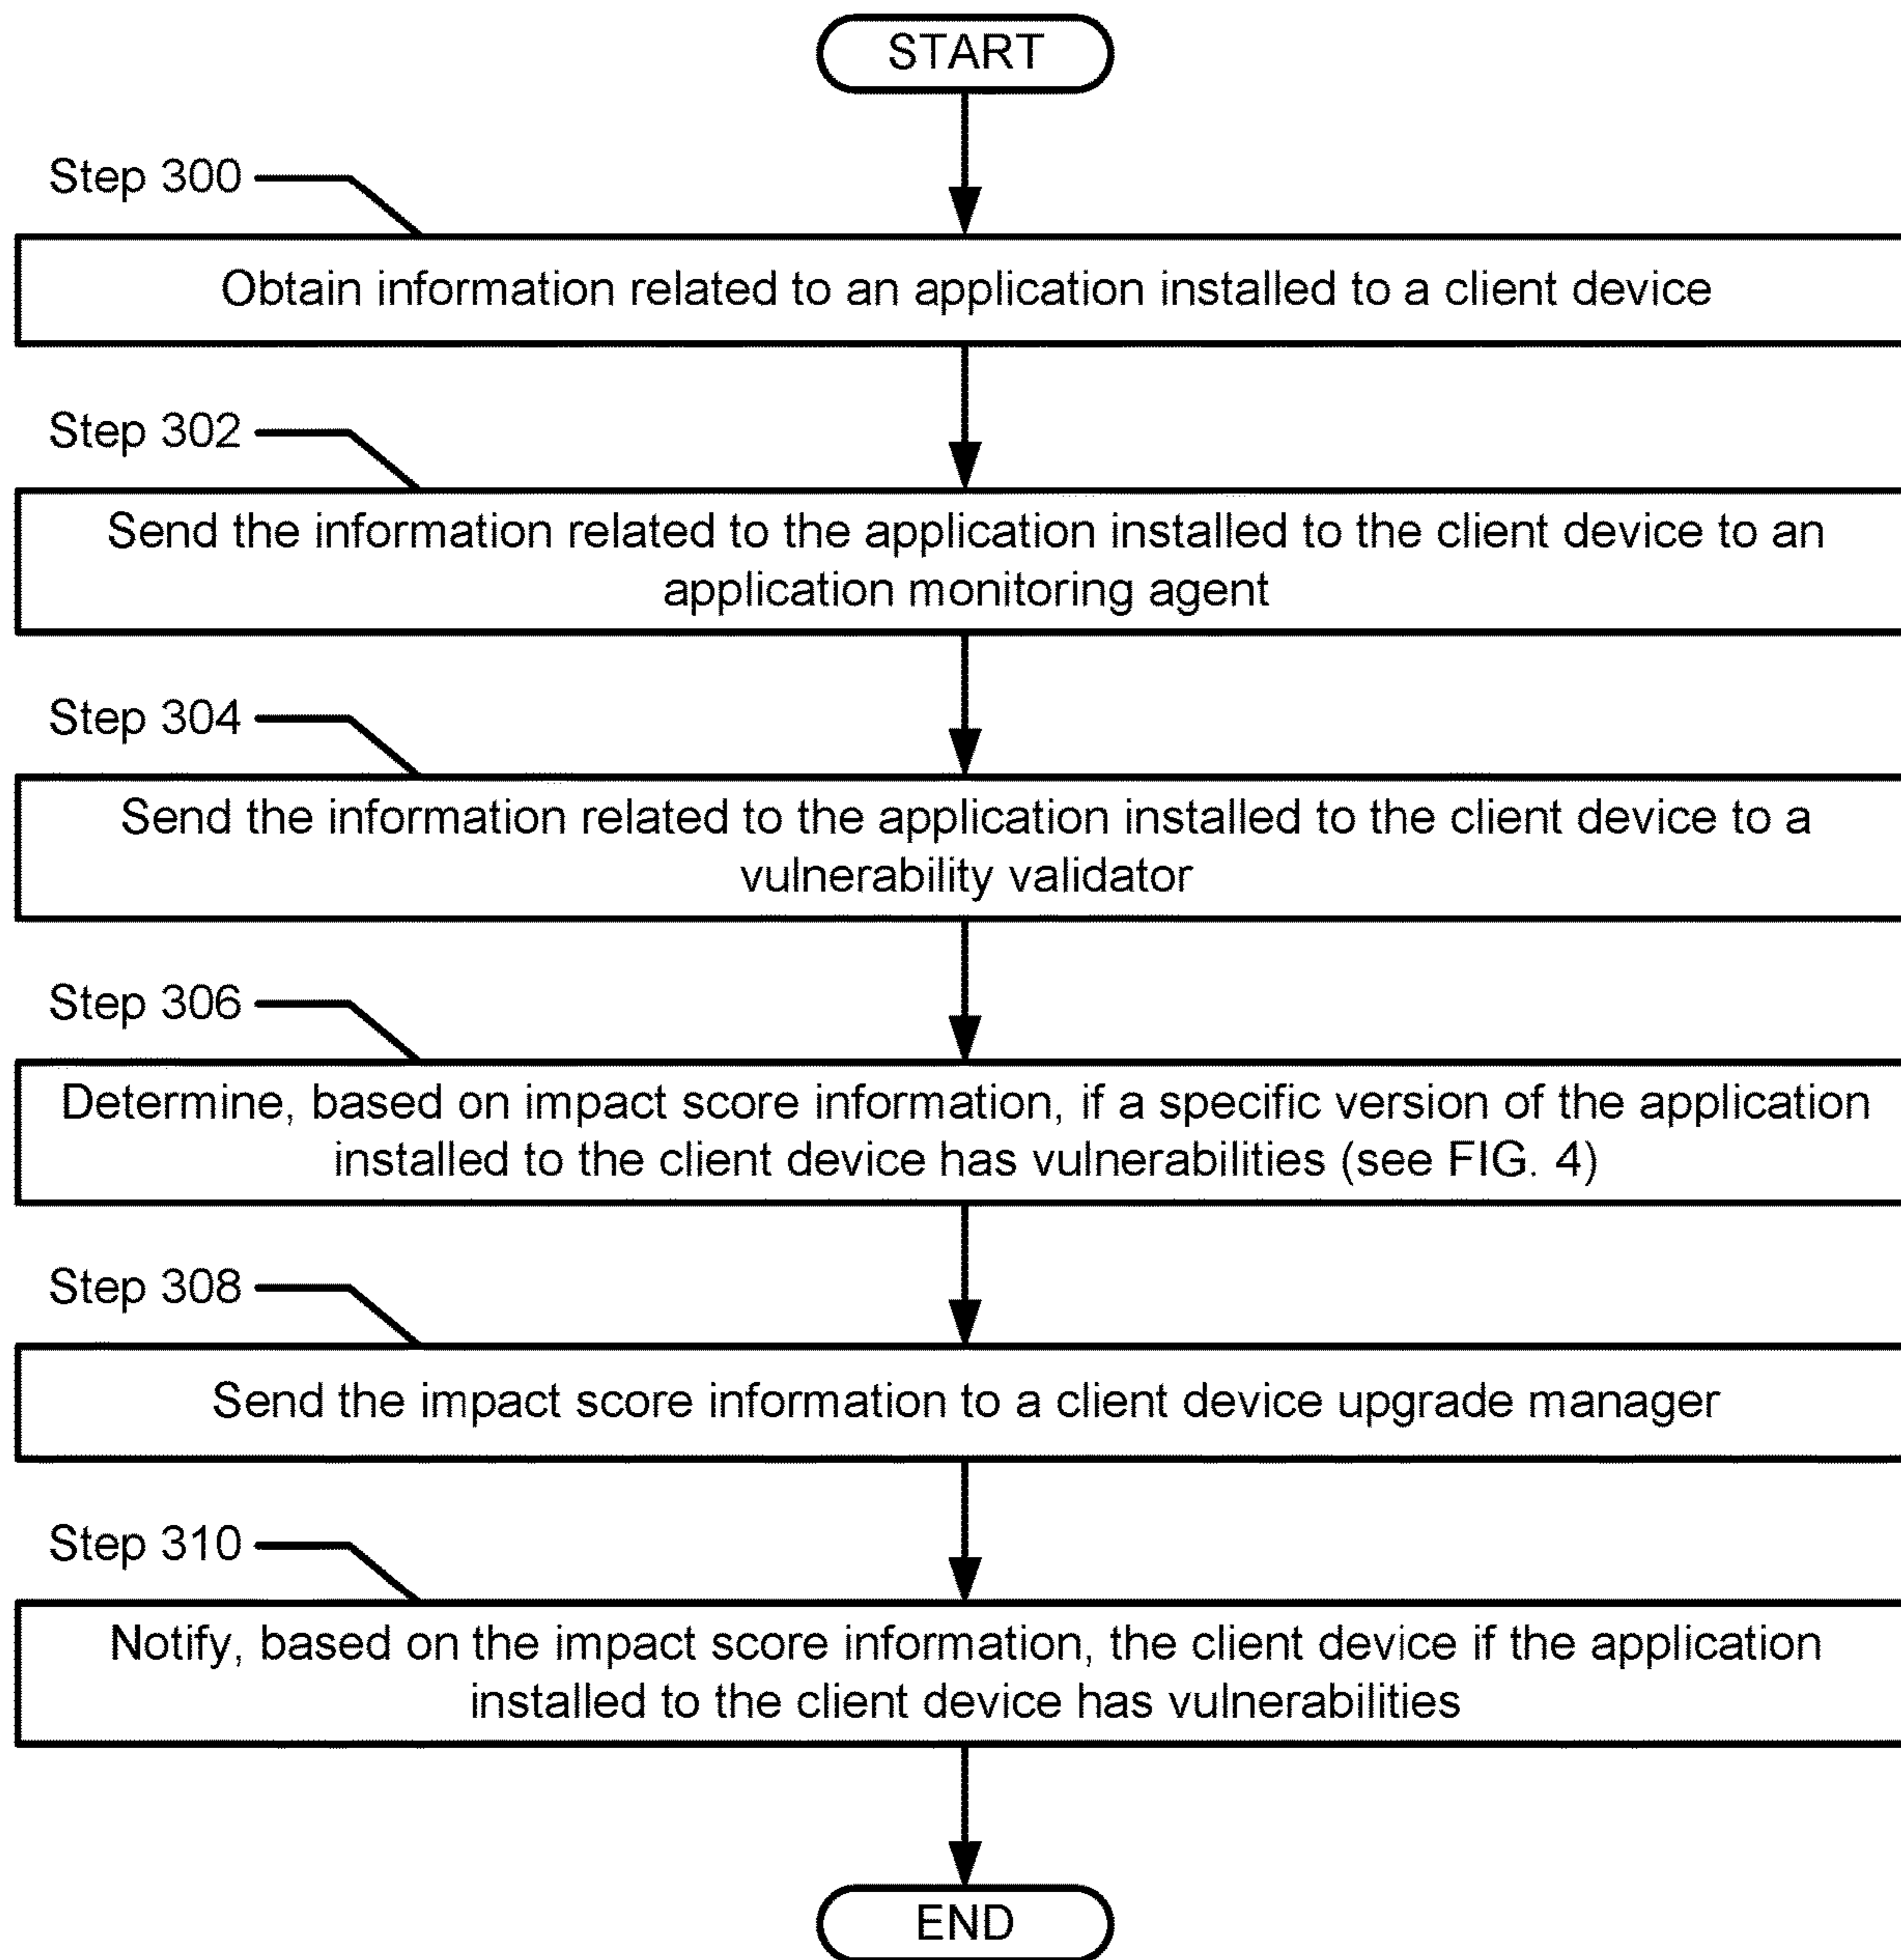 START
Step 300
Obtain information related to an application installed to a client device
Step 302
Send the information related to the application installed to the client device to an
application monitoring agent
Step 304
Send the information related to the application installed to the client device to a
vulnerability validator
Step 306
Determine, based on impact score information, if a specific version of the application
installed to the client device has vulnerabilities (see FIG. 4)
Step 308
Send the impact score information to a client device upgrade manager
Step 310
Notify, based on the impact score information, the client device if the application
installed to the client device has vulnerabilities
END